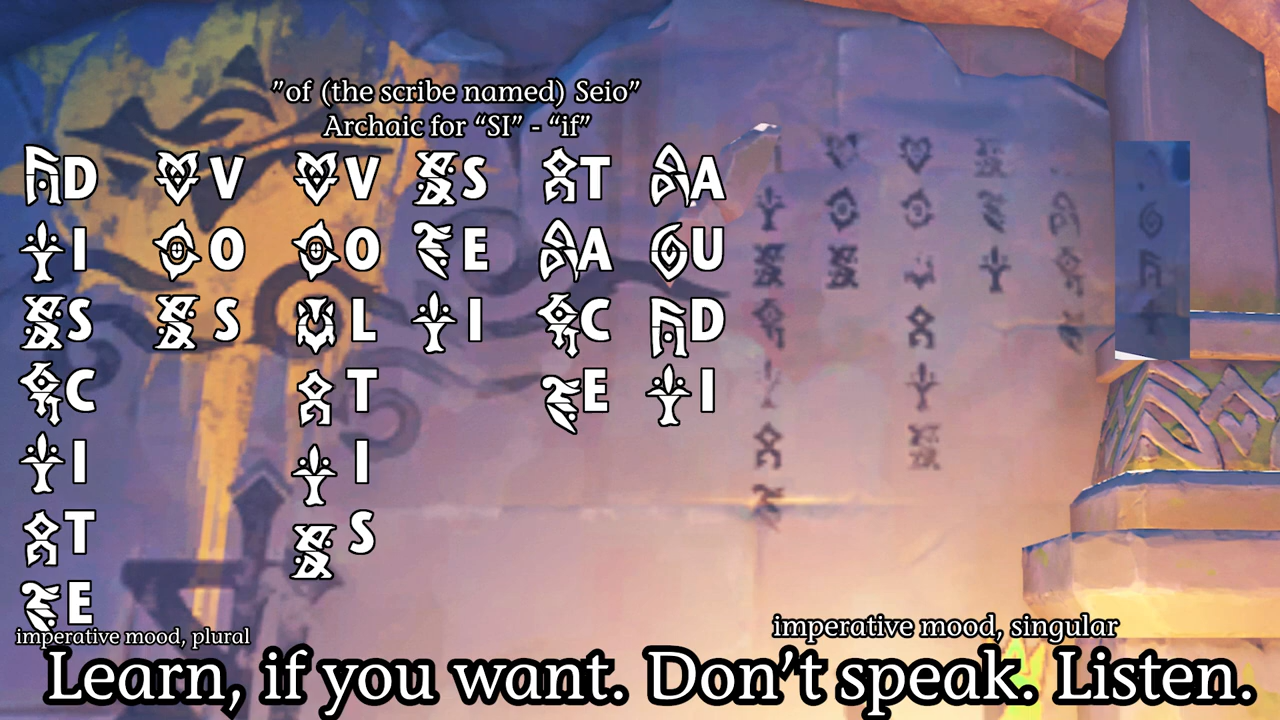 ”of (the scribe named) Seio”
Archaic for “SI” - “if”
DISCITE
VOS
VOLTIS
SEI
TACE
AUDI
imperative mood, plural
imperative mood, singular
Learn, if you want. Don’t speak. Listen.